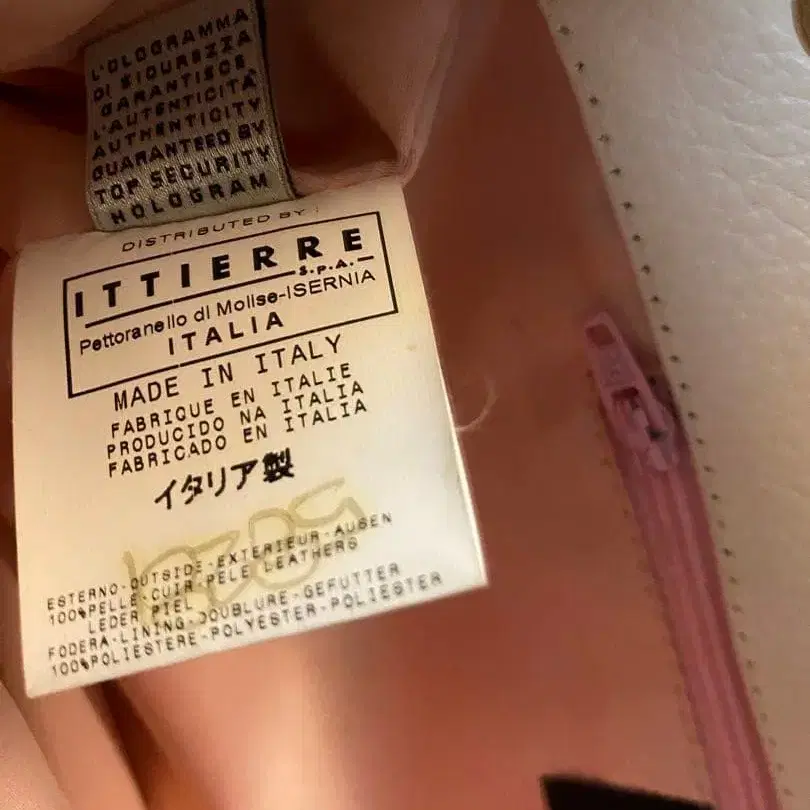 L'OLOGRAMMA
DI SICUREZZA
GARANTISCE
L'AUTENTICITÀ
AUTHENTICITY
GUARANTEED BY
TOP SECURITY
HOLOGRAM
DISTRIBUTED BY:
ITTIERRE
S.p.A.
Pettoranello di Molise-ISERNIA
ITALIA
MADE IN ITALY
FABRIQUE EN ITALIE
PRODUCIDO NA ITALIA
FABRICADO EN ITALIA
イタリア製
ESTERNO-OUTSIDE-EXTERIEUR-AUSEN
100%PELLE-CUIR-PELE LEATHERS
LEDER PIEL
FODERA-LINING-DOUBLURE-GEFUTTER
100%POLIESTERE-POLYESTER-POLIESTER